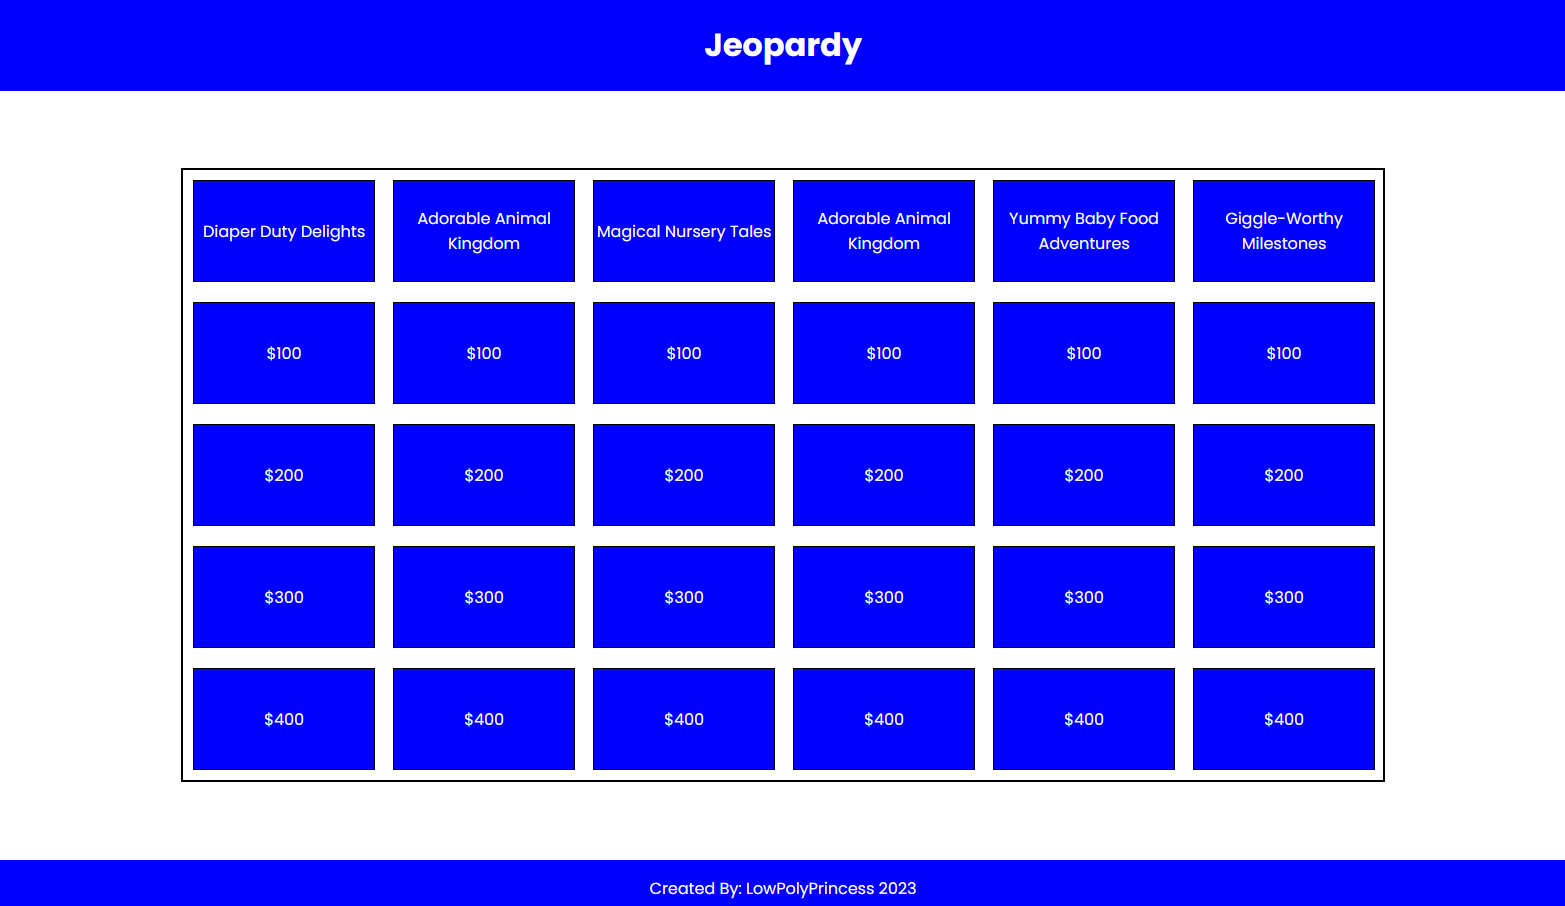 Jeopardy
Diaper Duty Delights
Adorable Animal
Kingdom
Magical Nursery Tales
Adorable Animal
Kingdom
Yummy Baby Food
Adventures
Giggle-Worthy
Milestones
$100 $100 $100 $100 $100 $100
$200 $200 $200 $200 $200 $200
$300 $300 $300 $300 $300 $300
$400 $400 $400 $400 $400 $400
Created By: LowPolyPrincess 2023